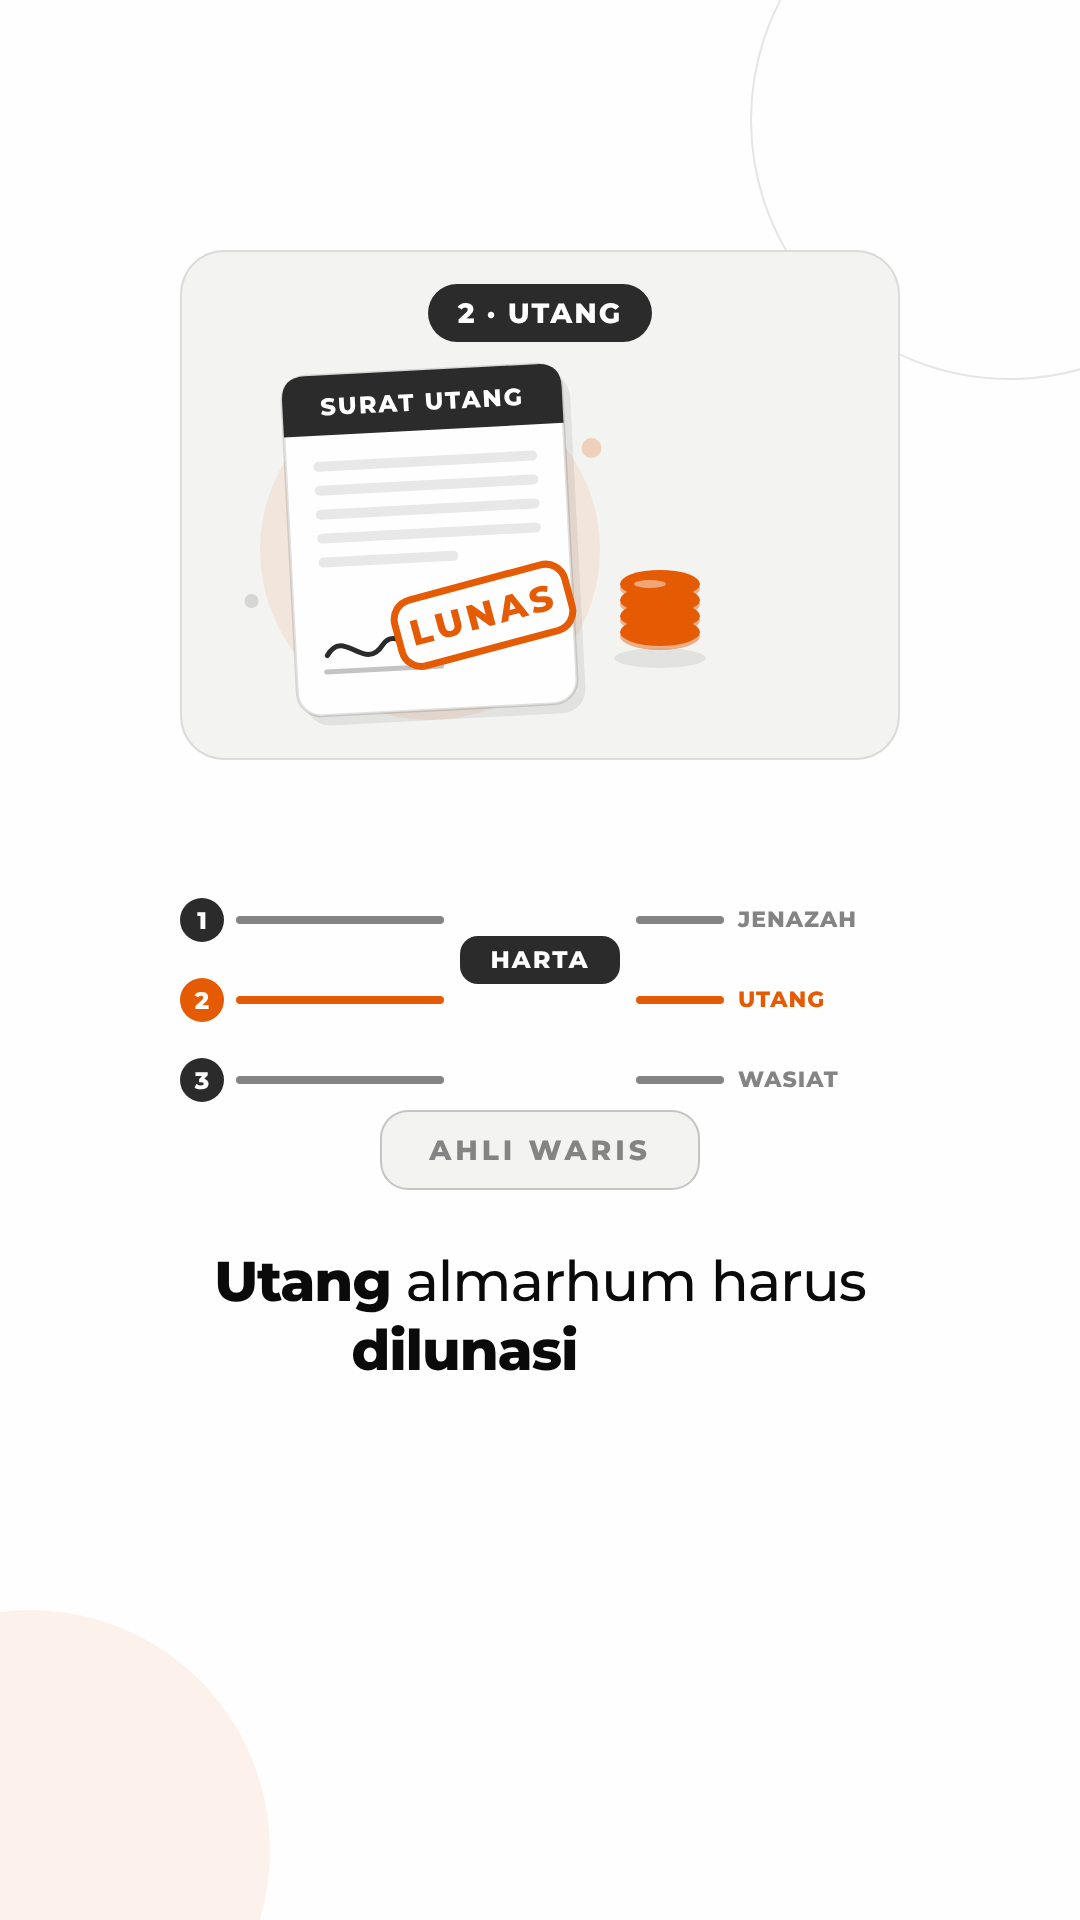 2 · UTANG
SURAT UTANG
LUNAS
1
JENAZAH
HARTA
2
UTANG
3
WASIAT
AHLI WARIS
Utang almarhum harus
dilunasi